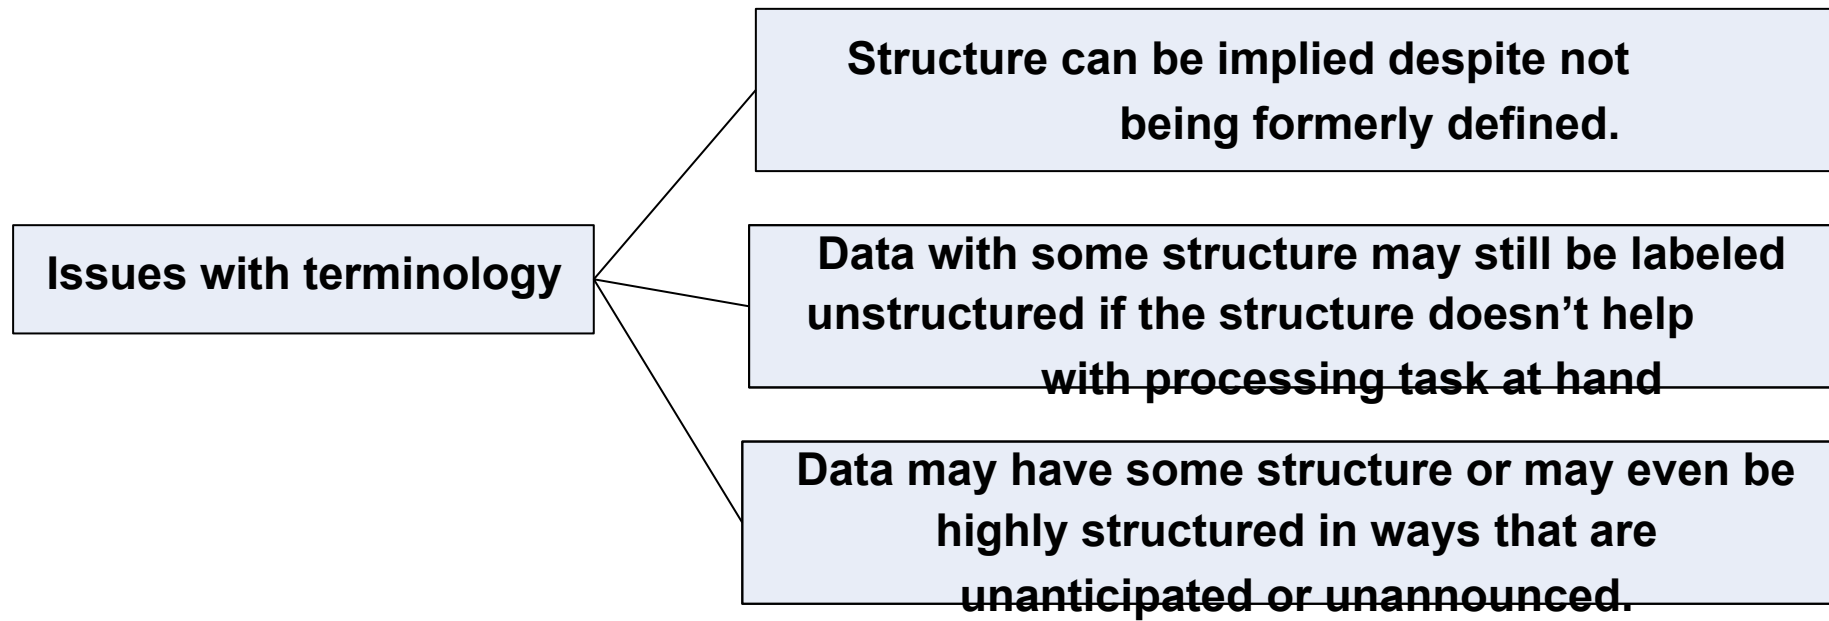 Structure can be implied despite not
being formerly defined.
Issues with terminology
Data with some structure may still be labeled
unstructured if the structure doesn’t help
with processing task at hand
Data may have some structure or may even be
highly structured in ways that are
unanticipated or unannounced.